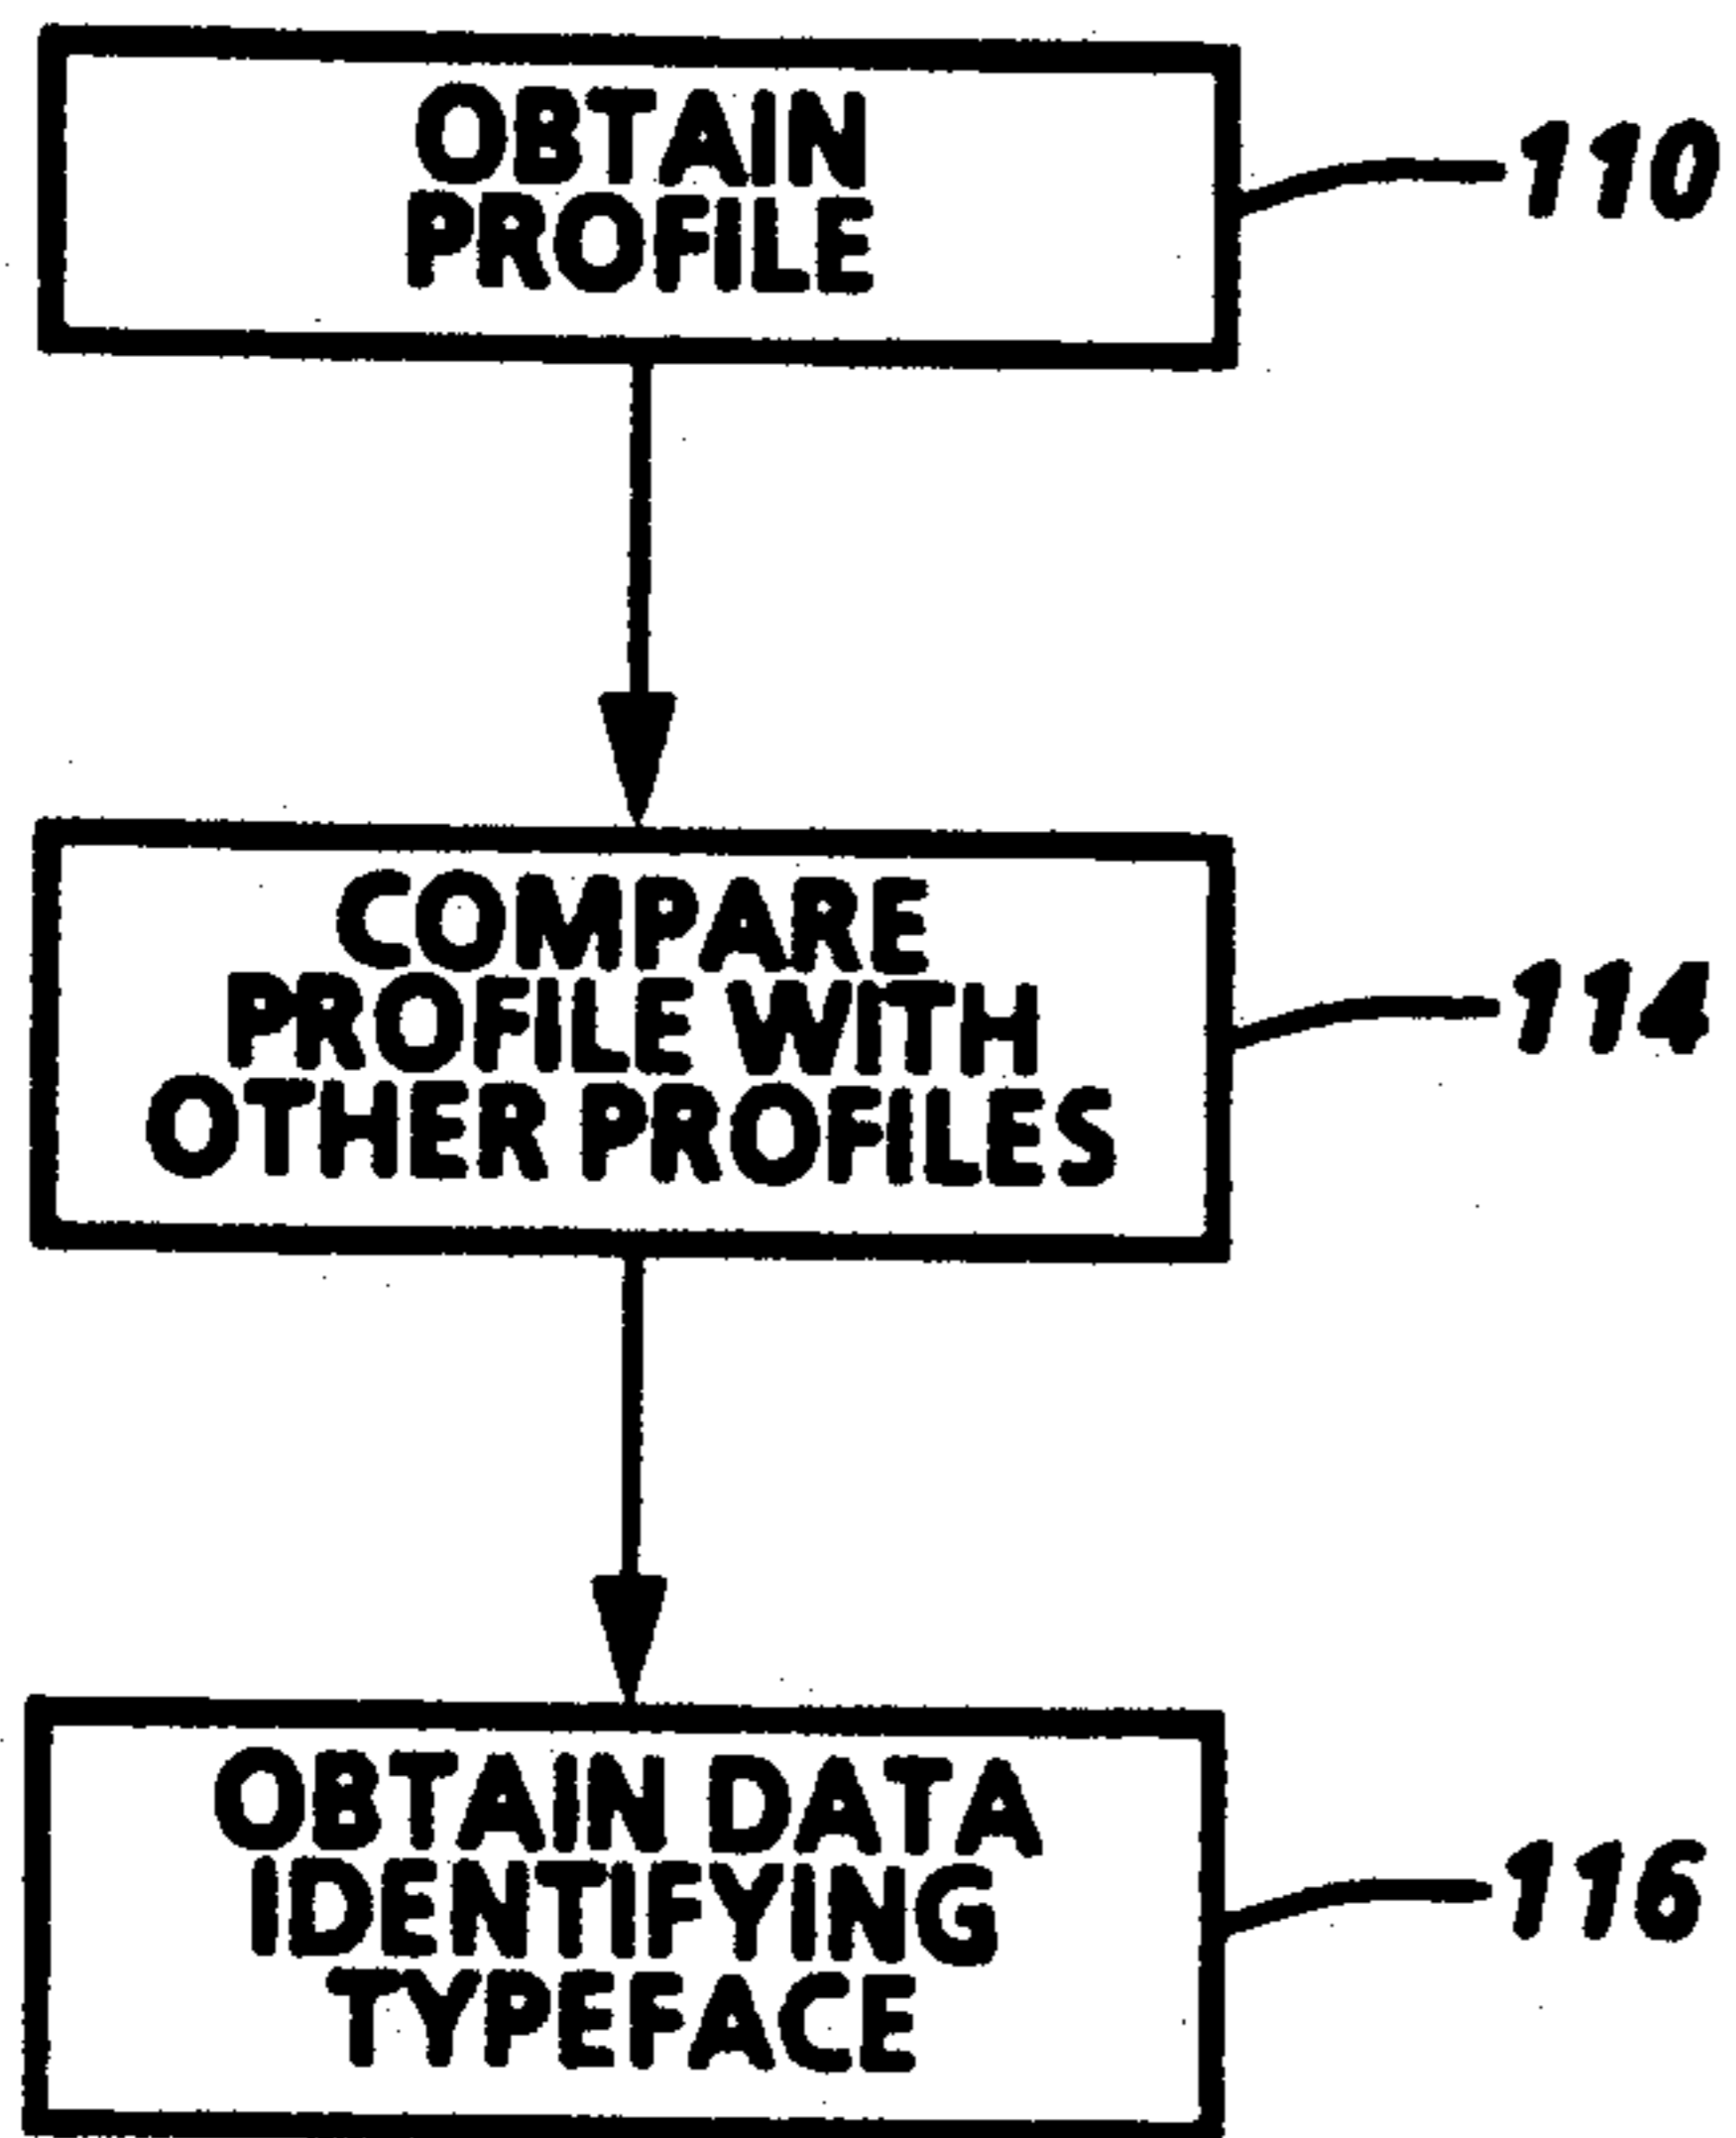 OBTAIN
PROFILE
110
COMPARE
PROFILE WITH
OTHER PROFILES
114
OBTAIN DATA
IDENTIFYING
TYPEFACE
116